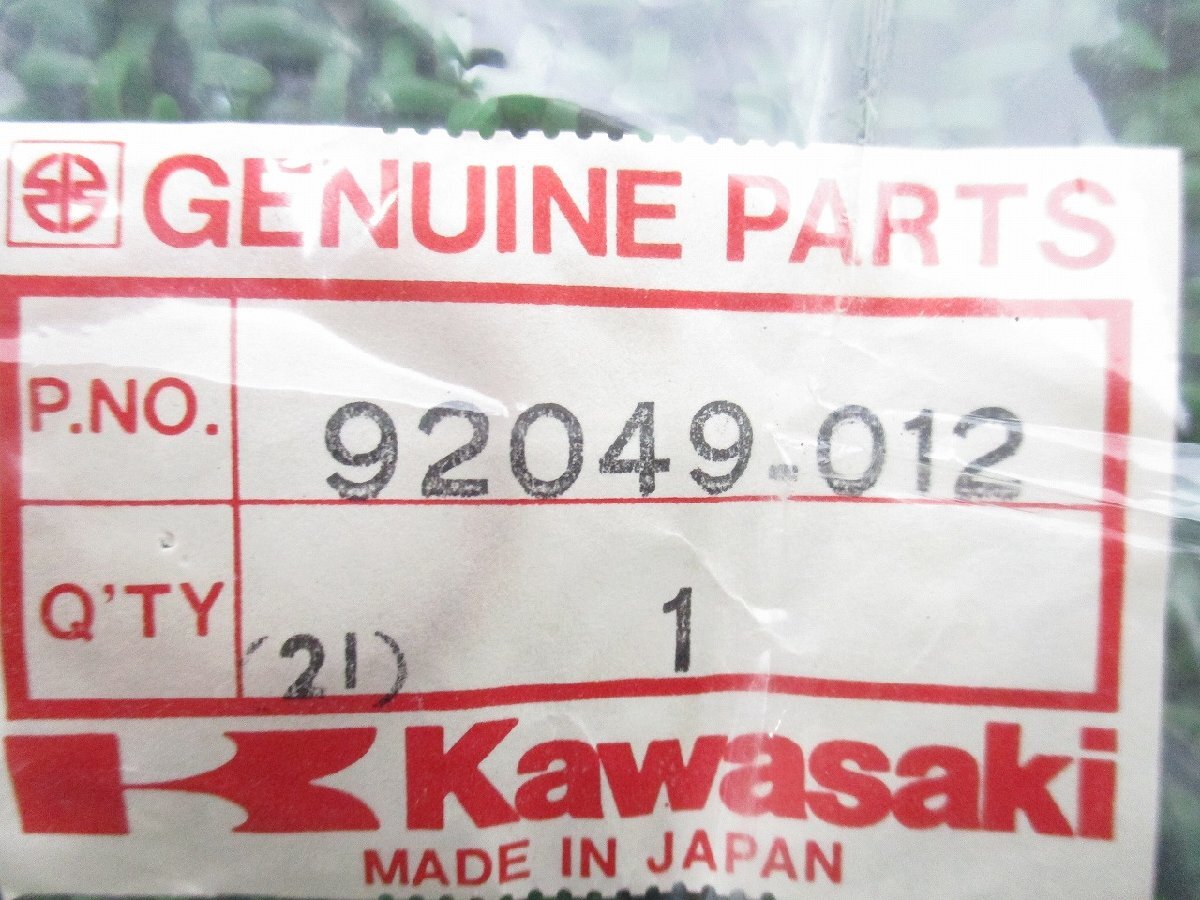 GENUINE PARTS
P.NO. 92049-012
Q'TY (21) 1
Kawasaki
MADE IN JAPAN